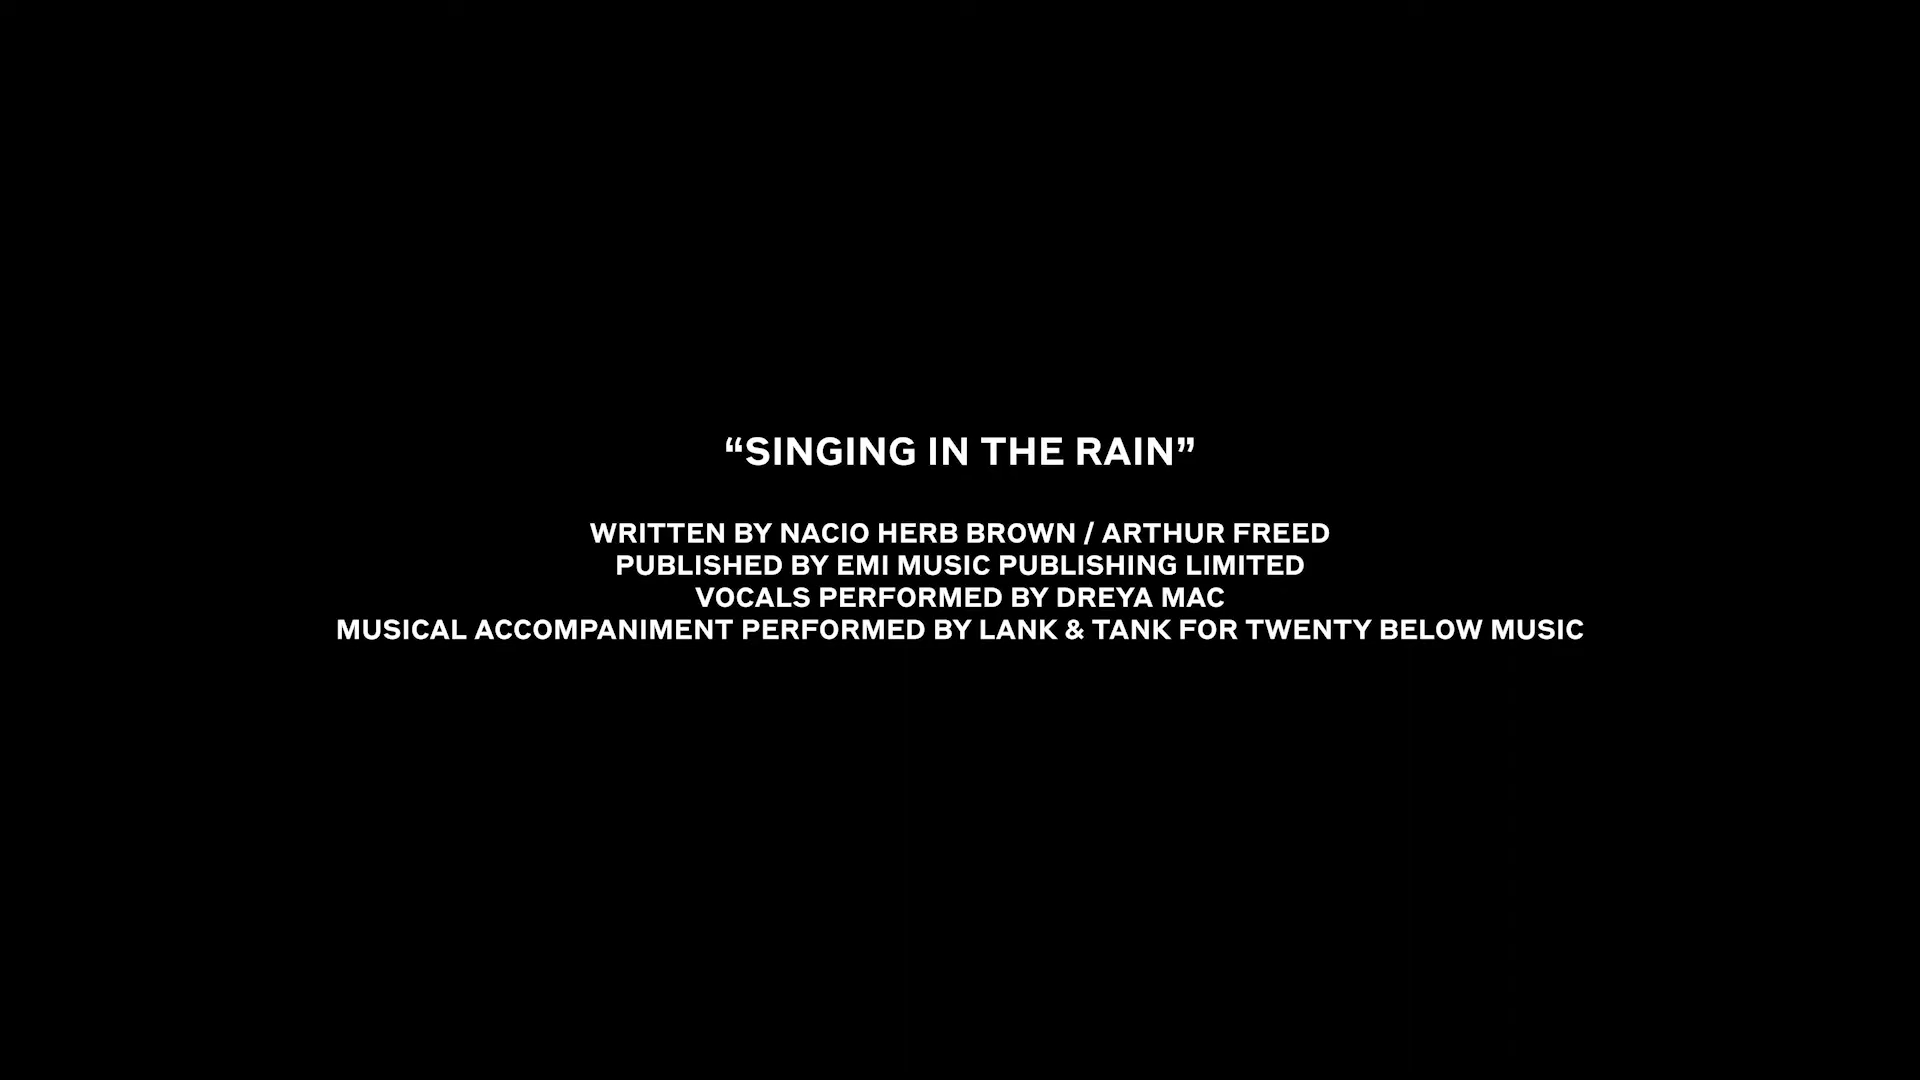 “SINGING IN THE RAIN”
WRITTEN BY NACIO HERB BROWN / ARTHUR FREED
PUBLISHED BY EMI MUSIC PUBLISHING LIMITED
VOCALS PERFORMED BY DREYA MAC
MUSICAL ACCOMPANIMENT PERFORMED BY LANK & TANK FOR TWENTY BELOW MUSIC